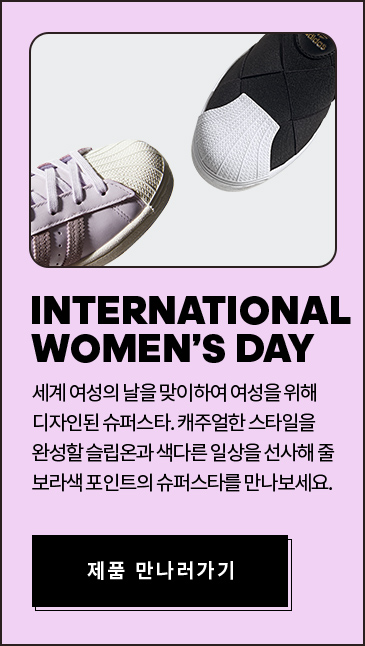 adidas
INTERNATIONAL
WOMEN'S DAY
세계 여성의 날을 맞이하여 여성을 위해
디자인된 슈퍼스타. 캐주얼한 스타일을
완성할 슬립온과 색다른 일상을 선사해 줄
보라색 포인트의 슈퍼스타를 만나보세요.
제품 만나러가기